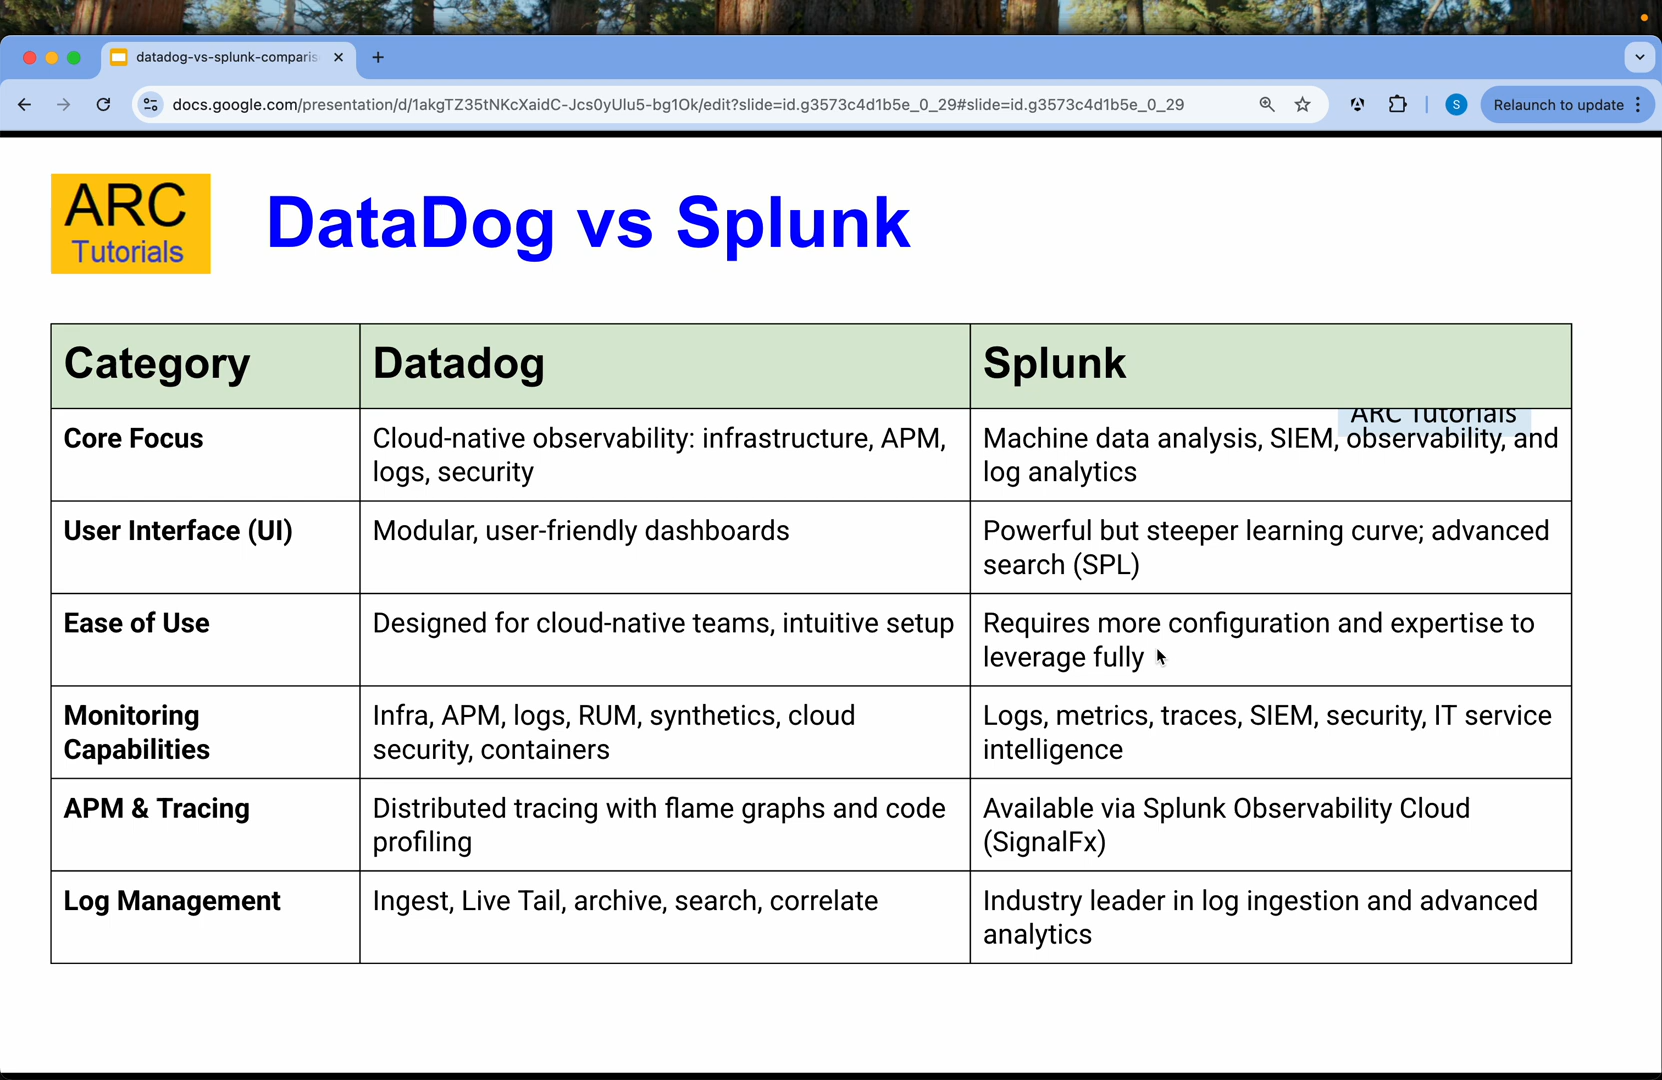 datadog-vs-splunk-comparis
docs.google.com/presentation/d/1akgTZ35tNKcXaidC-Jcs0yUlu5-bg1Ok/edit?slide=id.g3573c4d1b5e_0_29#slide=id.g3573c4d1b5e_0_29
S
Relaunch to update
ARC
Tutorials
DataDog vs Splunk
Category
Datadog
Splunk
ARC Tutorials
Core Focus
Cloud-native observability: infrastructure, APM,
logs, security
Machine data analysis, SIEM, observability, and
log analytics
User Interface (UI)
Modular, user-friendly dashboards
Powerful but steeper learning curve; advanced
search (SPL)
Ease of Use
Designed for cloud-native teams, intuitive setup
Requires more configuration and expertise to
leverage fully
Monitoring
Capabilities
Infra, APM, logs, RUM, synthetics, cloud
security, containers
Logs, metrics, traces, SIEM, security, IT service
intelligence
APM & Tracing
Distributed tracing with flame graphs and code
profiling
Available via Splunk Observability Cloud
(SignalFx)
Log Management
Ingest, Live Tail, archive, search, correlate
Industry leader in log ingestion and advanced
analytics